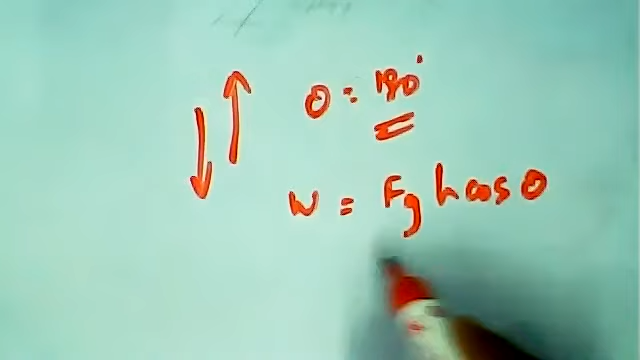 θ = 180°
W = Fg h cos θ